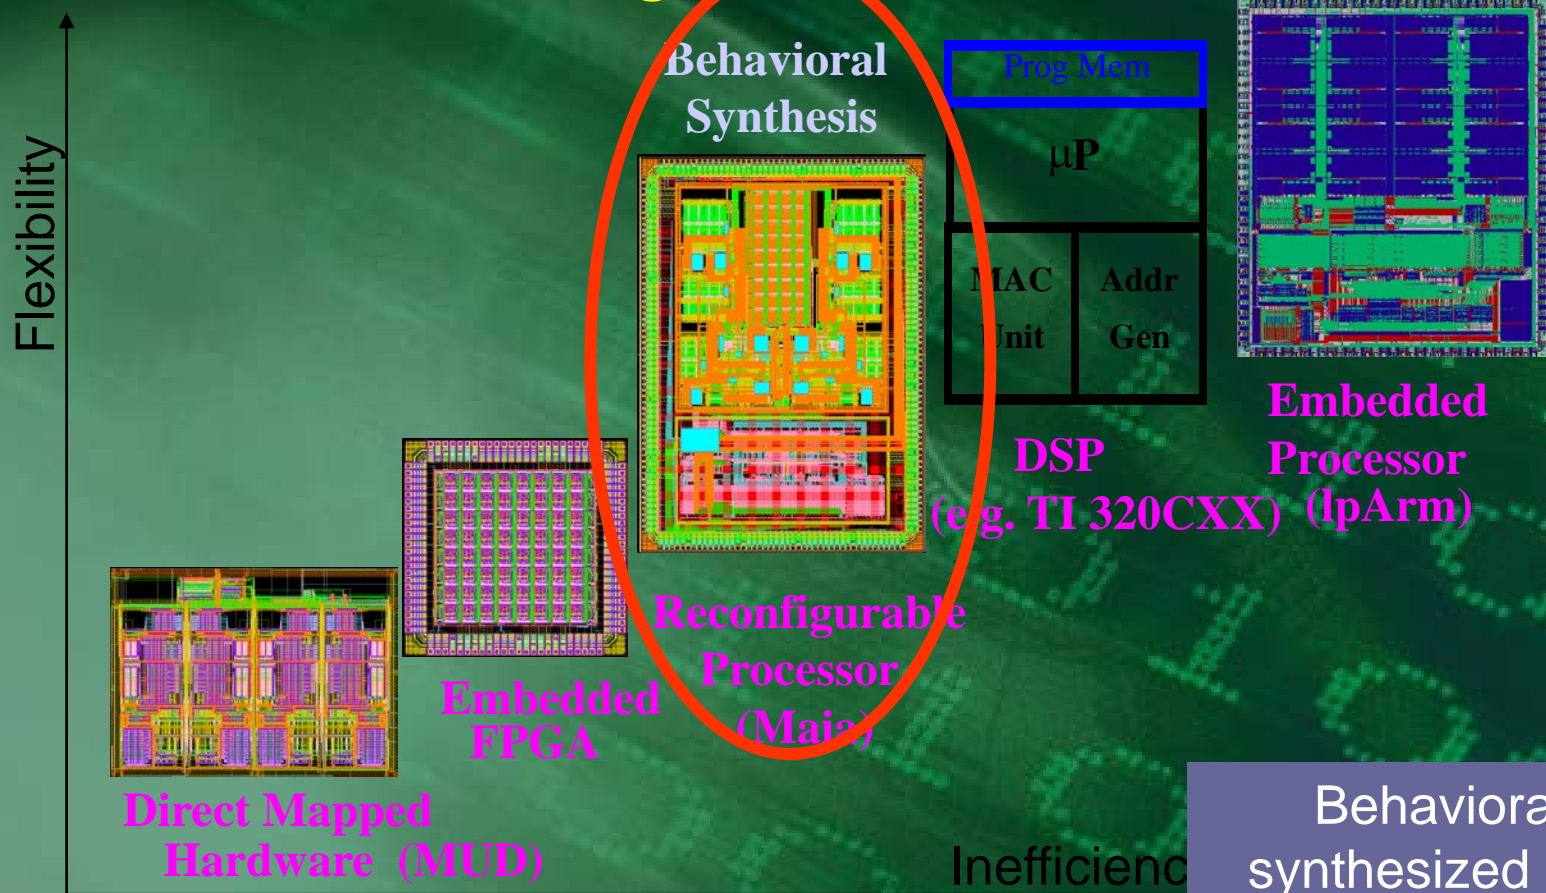 Flexibility
Behavioral
Synthesis
Prog Mem
μP
MAC
Unit
Addr
Gen
Embedded
Processor
(lpArm)
DSP
(e.g. TI 320CXX)
Reconfigurable
Processor
(Maia)
Embedded
FPGA
Direct Mapped
Hardware (MUD)
Inefficienc
Behaviora
synthesized